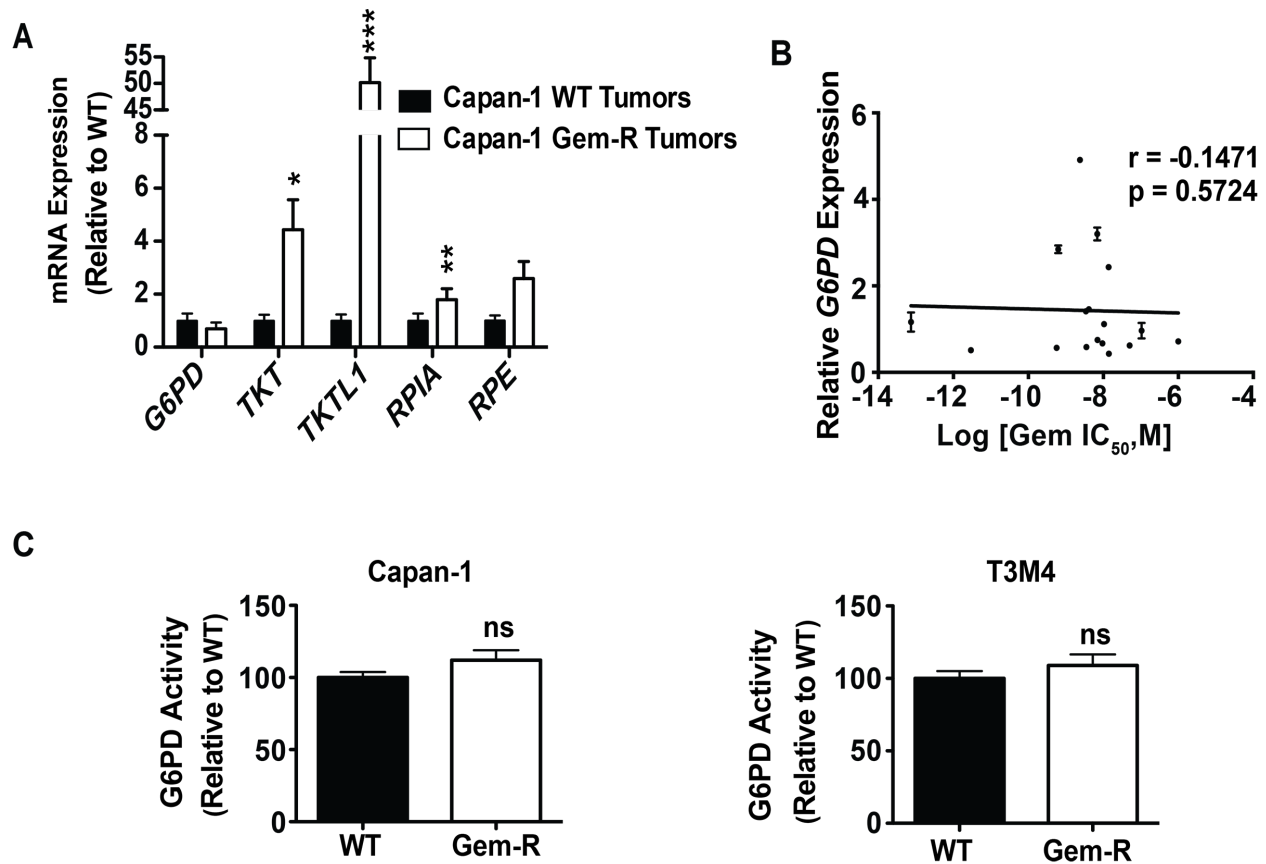 A
mRNA Expression
(Relative to WT)
55
50
45
8
6
4
2
0
***
*
**
Capan-1 WT Tumors
Capan-1 Gem-R Tumors
G6PD
TKT
TKTL1
RPIA
RPE
B
Relative G6PD Expression
6
4
2
0
r = -0.1471
p = 0.5724
-14
-12
-10
-8
-6
-4
Log [Gem IC50,M]
C
Capan-1
G6PD Activity
(Relative to WT)
150
100
50
0
ns
WT
Gem-R
T3M4
G6PD Activity
(Relative to WT)
150
100
50
0
ns
WT
Gem-R